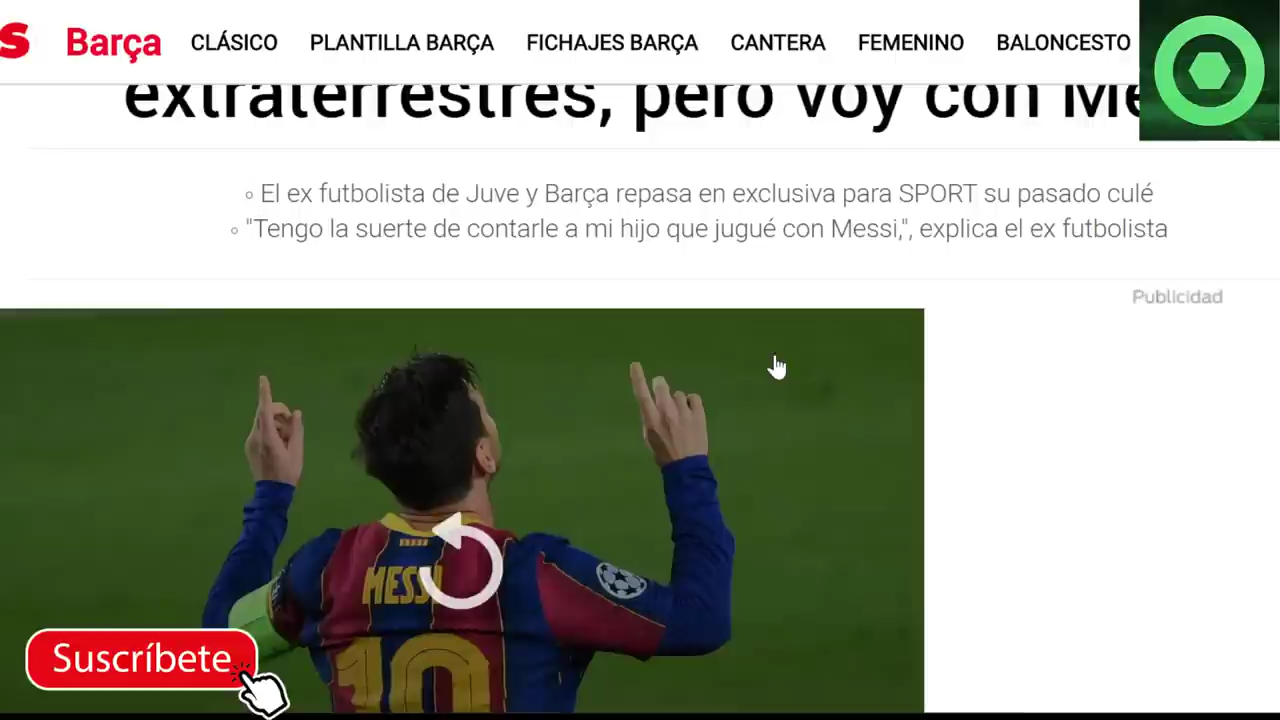 S Barça CLÁSICO PLANTILLA BARÇA FICHAJES BARÇA CANTERA FEMENINO BALONCESTO
extraterrestres, pero voy con Me
◦ El ex futbolista de Juve y Barça repasa en exclusiva para SPORT su pasado culé
◦ "Tengo la suerte de contarle a mi hijo que jugué con Messi,", explica el ex futbolista
Publicidad
MESSI
10
Suscríbete